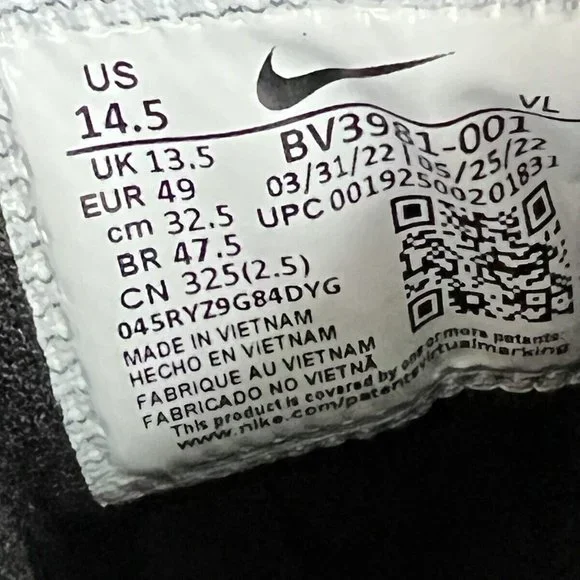 US
14.5
VL
UK 13.5
BV3981-001
EUR 49
03/31/22 | 05/25/22
cm 32.5
UPC 00192500201831
BR 47.5
CN 325(2.5)
045RYZ9G84DYG
MADE IN VIETNAM
HECHO EN VIETNAM
FABRIQUE AU VIETNAM
FABRICADO NO VIETNÃ
This product is covered by one or more patents.
www.nike.com/patentsvirtualmarking